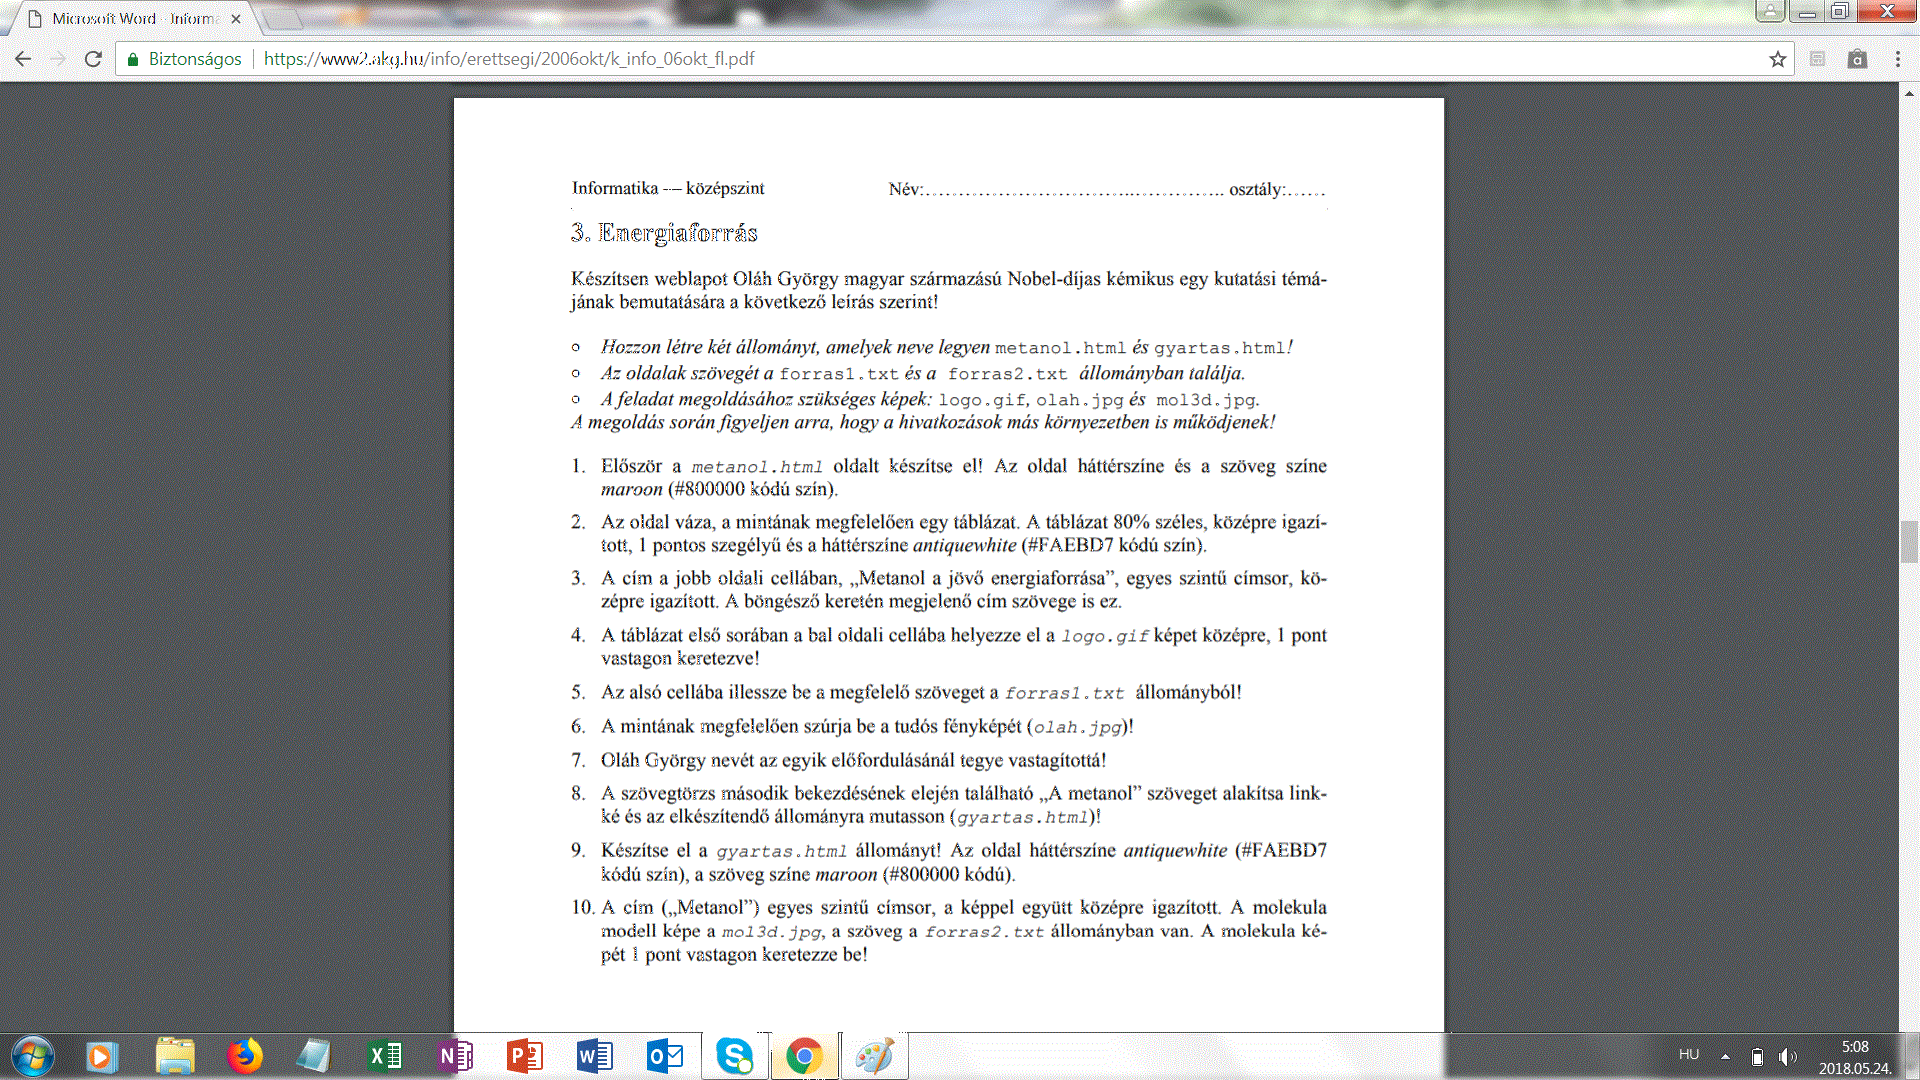 Microsoft Word - Informa
Biztonságos
https://www2.akg.hu/info/erettsegi/2006okt/k_info_06okt_fl.pdf
Informatika — középszint Név:………………………….………….. osztály:……
3. Energiaforrás
Készítsen weblapot Oláh György magyar származású Nobel-díjas kémikus egy kutatási témá-
jának bemutatására a következő leírás szerint!
Hozzon létre két állományt, amelyek neve legyen metanol.html és gyartas.html!
Az oldalak szövegét a forras1.txt és a forras2.txt állományban találja.
A feladat megoldásához szükséges képek: logo.gif, olah.jpg és mol3d.jpg.
A megoldás során figyeljen arra, hogy a hivatkozások más környezetben is működjenek!
1. Először a metanol.html oldalt készítse el! Az oldal háttérszíne és a szöveg színe
maroon (#800000 kódú szín).
2. Az oldal váza, a mintának megfelelően egy táblázat. A táblázat 80% széles, középre igazí-
tott, 1 pontos szegélyű és a háttérszíne antiquewhite (#FAEBD7 kódú szín).
3. A cím a jobb oldali cellában, „Metanol a jövő energiaforrása”, egyes szintű címsor, kö-
zépre igazított. A böngésző keretén megjelenő cím szövege is ez.
4. A táblázat első sorában a bal oldali cellába helyezze el a logo.gif képet középre, 1 pont
vastagon keretezve!
5. Az alsó cellába illessze be a megfelelő szöveget a forras1.txt állományból!
6. A mintának megfelelően szúrja be a tudós fényképét (olah.jpg)!
7. Oláh György nevét az egyik előfordulásánál tegye vastagítottá!
8. A szövegtörzs második bekezdésének elején található „A metanol” szöveget alakítsa link-
ké és az elkészítendő állományra mutasson (gyartas.html)!
9. Készítse el a gyartas.html állományt! Az oldal háttérszíne antiquewhite (#FAEBD7
kódú szín), a szöveg színe maroon (#800000 kódú).
10. A cím („Metanol”) egyes szintű címsor, a képpel együtt középre igazított. A molekula
modell képe a mol3d.jpg, a szöveg a forras2.txt állományban van. A molekula ké-
pét 1 pont vastagon keretezze be!
HU
5:08
2018.05.24.